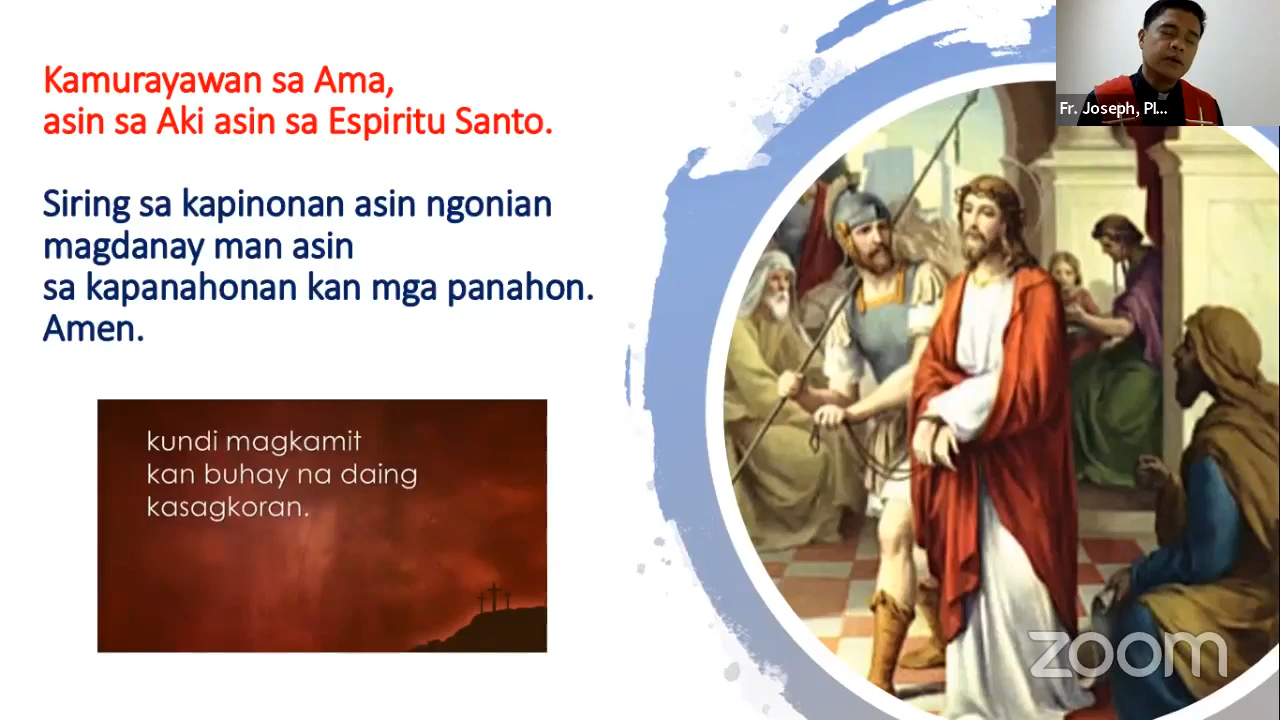 Kamurayawan sa Ama,
asin sa Aki asin sa Espiritu Santo.
Siring sa kapinonan asin ngonian
magdanay man asin
sa kapanahonan kan mga panahon.
Amen.
kundi magkamit
kan buhay na daing
kasagkoran.
Fr. Joseph, Pl...
zoom